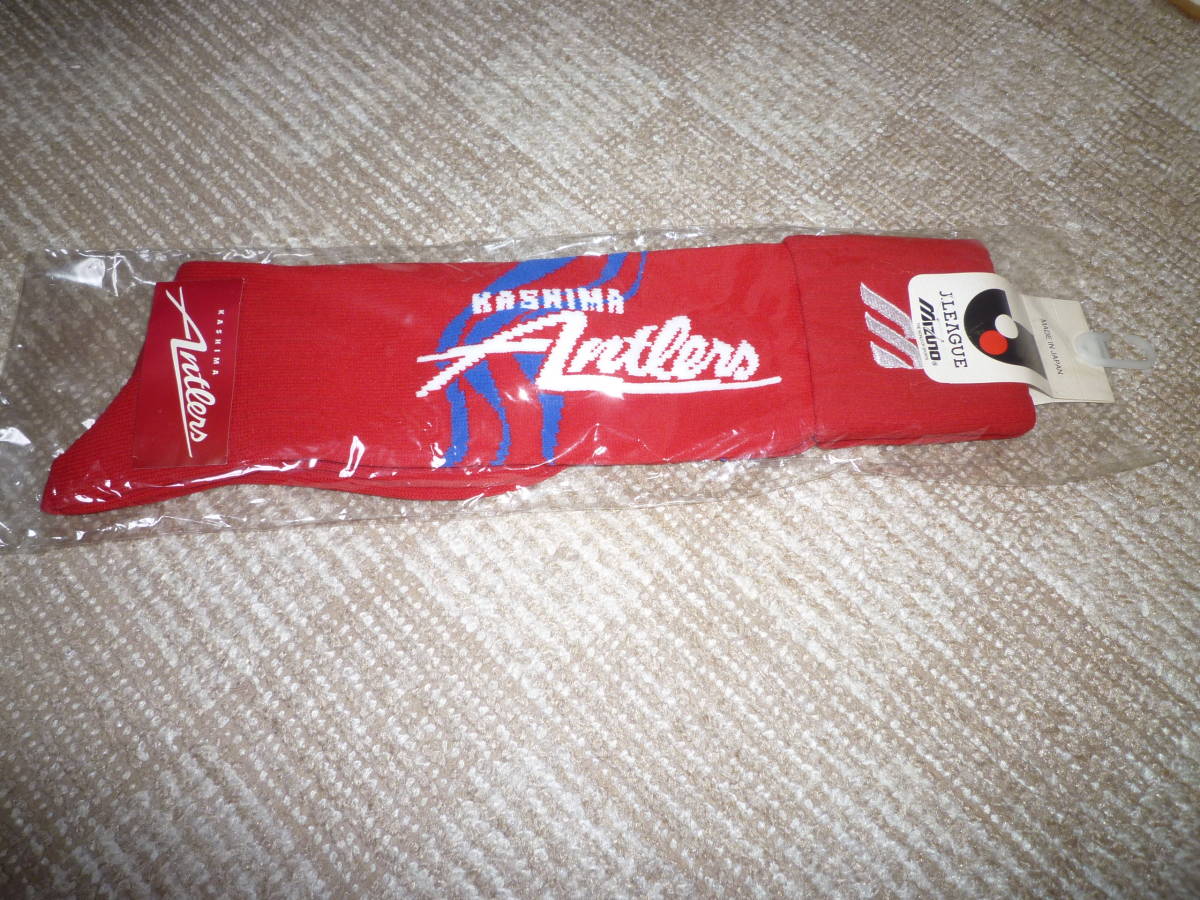 KASHIMA
Antlers
KASHIMA
Antlers
J.LEAGUE
Mizuno
MADE IN JAPAN